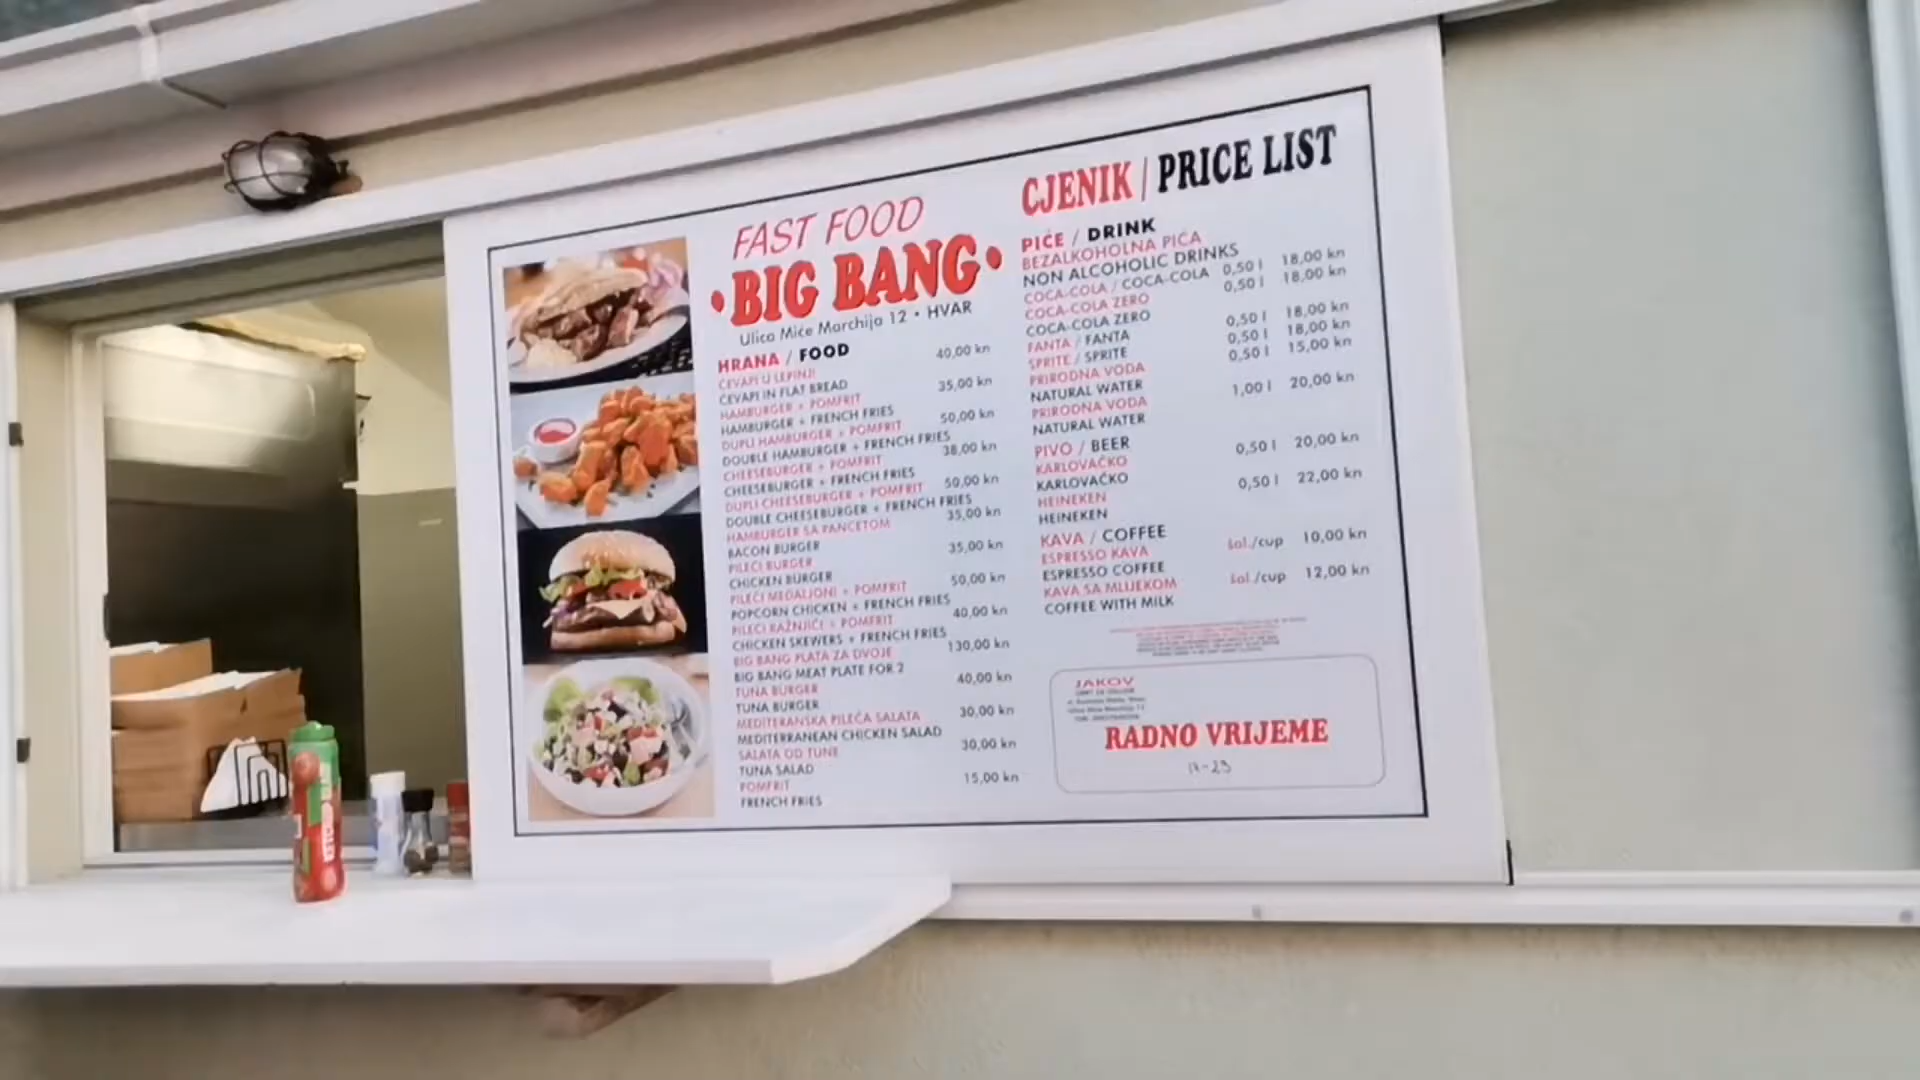 FAST FOOD
•BIG BANG•
Ulica Miće Marchija 12 • HVAR
HRANA / FOOD
ĆEVAPI U LEPINJI 40,00 kn
ĆEVAPI IN FLAT BREAD
HAMBURGER + POMFRIT 35,00 kn
HAMBURGER + FRENCH FRIES
DUPLI HAMBURGER + POMFRIT 50,00 kn
DOUBLE HAMBURGER + FRENCH FRIES
CHEESEBURGER + POMFRIT 38,00 kn
CHEESEBURGER + FRENCH FRIES
DUPLI CHEESEBURGER + POMFRIT 50,00 kn
DOUBLE CHEESEBURGER + FRENCH FRIES
HAMBURGER SA PANCETOM 35,00 kn
BACON BURGER
PILEĆI BURGER 35,00 kn
CHICKEN BURGER
PILEĆI MEDALJONI + POMFRIT 50,00 kn
POPCORN CHICKEN + FRENCH FRIES
PILEĆI RAŽNJIĆI + POMFRIT 40,00 kn
CHICKEN SKEWERS + FRENCH FRIES
BIG BANG PLATA ZA DVOJE 130,00 kn
BIG BANG MEAT PLATE FOR 2
TUNA BURGER 40,00 kn
TUNA BURGER
MEDITERANSKA PILEĆA SALATA 30,00 kn
MEDITERRANEAN CHICKEN SALAD
SALATA OD TUNE 30,00 kn
TUNA SALAD
POMFRIT 15,00 kn
FRENCH FRIES
CJENIK / PRICE LIST
PIĆE / DRINK
BEZALKOHOLNA PIĆA
NON ALCOHOLIC DRINKS
COCA-COLA / COCA-COLA 0,50 l 18,00 kn
COCA-COLA ZERO 0,50 l 18,00 kn
COCA-COLA ZERO
FANTA / FANTA 0,50 l 18,00 kn
SPRITE / SPRITE 0,50 l 18,00 kn
PRIRODNA VODA 0,50 l 15,00 kn
NATURAL WATER
PRIRODNA VODA 1,00 l 20,00 kn
NATURAL WATER
PIVO / BEER
KARLOVAČKO 0,50 l 20,00 kn
KARLOVAČKO
HEINEKEN 0,50 l 22,00 kn
HEINEKEN
KAVA / COFFEE
ESPRESSO KAVA šol./cup 10,00 kn
ESPRESSO COFFEE
KAVA SA MLIJEKOM šol./cup 12,00 kn
COFFEE WITH MILK
JAKOV
RADNO VRIJEME
KETCHUP